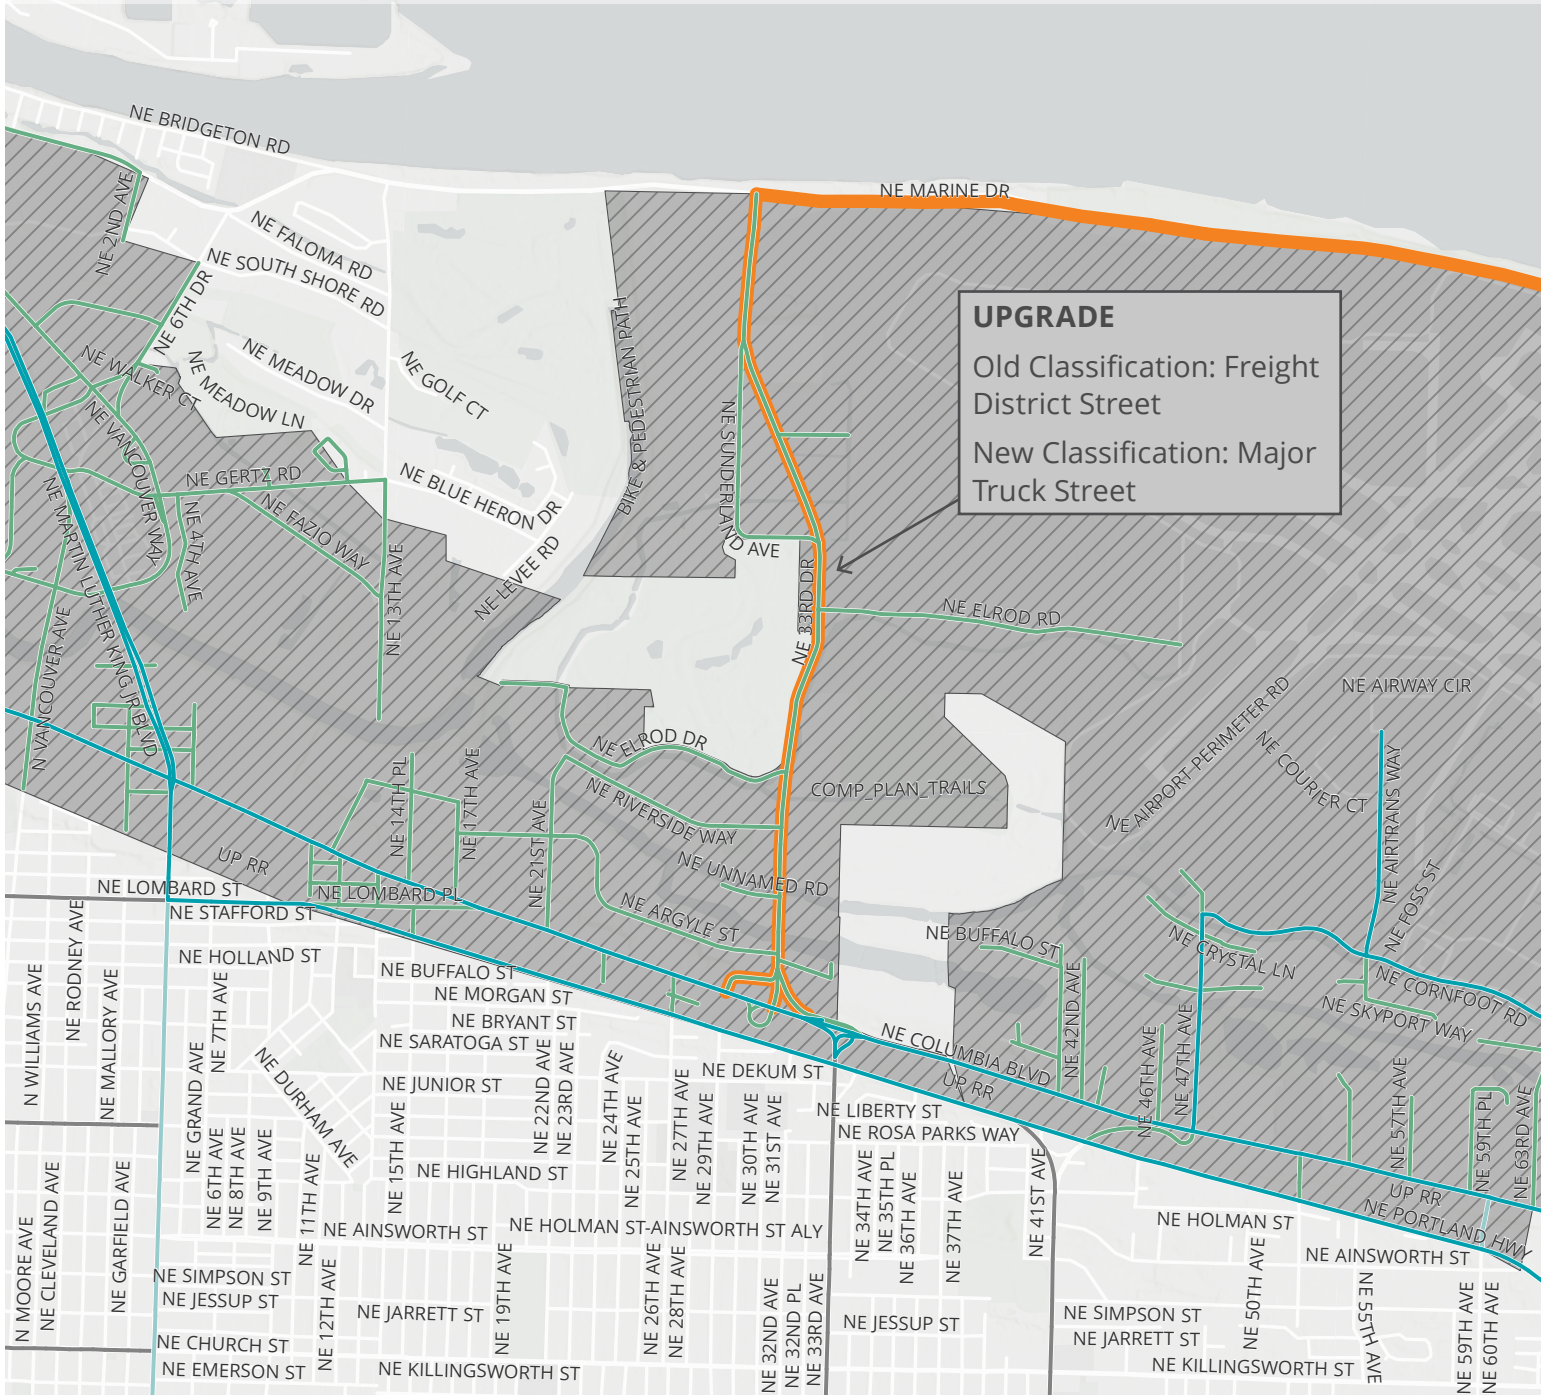 NE BRIDGETON RD
NE MARINE DR
NE 2ND AVE
NE FALOMA RD
NE SOUTH SHORE RD
NE 6TH DR
UPGRADE
Old Classification: Freight
District Street
New Classification: Major
Truck Street
BIKE & PEDESTRIAN PATH
NE WALKER CT
NE MEADOW LN
NE MEADOW DR
NE GOLF CT
NE VANCOUVER WAY
NE SUNDERLAND AVE
NE GERTZ RD
NE BLUE HERON DR
NE FAZIO WAY
NE 4TH AVE
NE MARTIN LUTHER KING JR BLVD
NE LEVEE RD
NE 13TH AVE
NE 33RD DR
NE ELROD RD
N VANCOUVER AVE
NE AIRWAY CIR
NE AIRPORT PERIMETER RD
NE COURIER CT
NE AIRTRANS WAY
NE ELROD DR
NE 14TH PL
NE 17TH AVE
NE RIVERSIDE WAY
COMP_PLAN_TRAILS
NE 21ST AVE
UP RR
NE UNNAMED RD
NE FOSS ST
NE LOMBARD ST
NE LOMBARD PL
NE STAFFORD ST
NE ARGYLE ST
NE BUFFALO ST
NE CRYSTAL LN
NE RODNEY AVE
NE HOLLAND ST
NE BUFFALO ST
NE CORNFOOT RD
N WILLIAMS AVE
NE MALLORY AVE
NE 7TH AVE
NE MORGAN ST
NE SKYPORT WAY
NE BRYANT ST
NE 42ND AVE
NE SARATOGA ST
NE COLUMBIA BLVD
NE GRAND AVE
NE DURHAM AVE
NE 22ND AVE
NE 23RD AVE
NE 24TH AVE
NE DEKUM ST
UP RR
NE 46TH AVE
NE 47TH AVE
NE JUNIOR ST
NE 27TH AVE
NE 57TH AVE
NE 59TH PL
NE 63RD AVE
NE 25TH AVE
NE 29TH AVE
NE 30TH AVE
NE 31ST AVE
NE LIBERTY ST
NE ROSA PARKS WAY
NE 15TH AVE
NE 6TH AVE
NE 8TH AVE
NE 9TH AVE
NE HIGHLAND ST
NE 11TH AVE
NE 34TH AVE
NE 35TH PL
NE 36TH AVE
NE 37TH AVE
NE 41ST AVE
UP RR
NE PORTLAND HWY
N MOORE AVE
NE CLEVELAND AVE
NE GARFIELD AVE
NE AINSWORTH ST
NE HOLMAN ST-AINSWORTH ST ALY
NE HOLMAN ST
NE AINSWORTH ST
NE SIMPSON ST
NE JESSUP ST
NE 12TH AVE
NE 19TH AVE
NE 26TH AVE
NE 28TH AVE
NE 32ND AVE
NE 32ND PL
NE 33RD AVE
NE 50TH AVE
NE 55TH AVE
NE 59TH AVE
NE 60TH AVE
NE JARRETT ST
NE JESSUP ST
NE SIMPSON ST
NE JARRETT ST
NE CHURCH ST
NE EMERSON ST
NE KILLINGSWORTH ST
NE KILLINGSWORTH ST